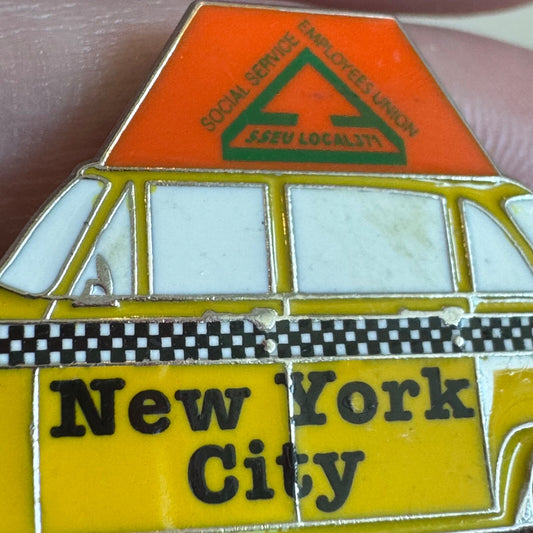 SOCIAL SERVICE
EMPLOYEES UNION
SSEU LOCAL 371
New York
City